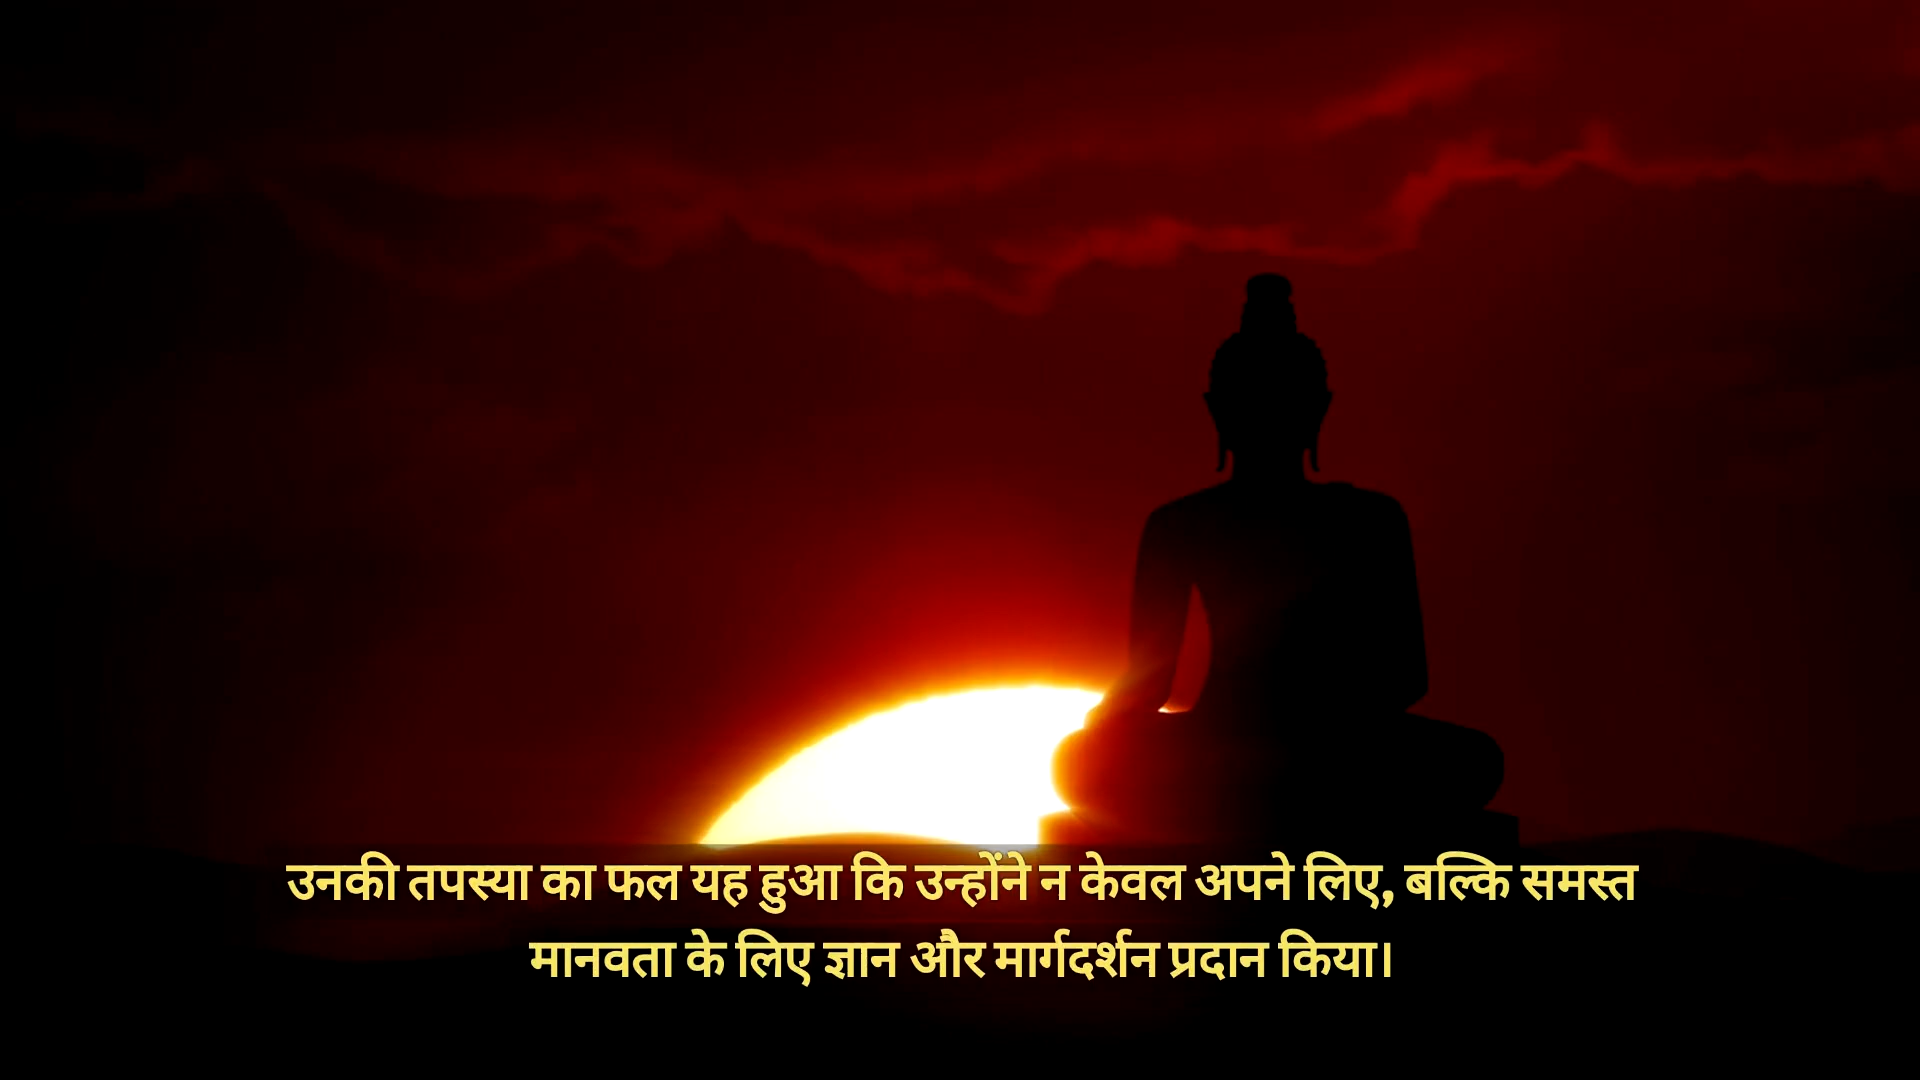 उनकी तपस्या का फल यह हुआ कि उन्होंने न केवल अपने लिए, बल्कि समस्त
मानवता के लिए ज्ञान और मार्गदर्शन प्रदान किया।